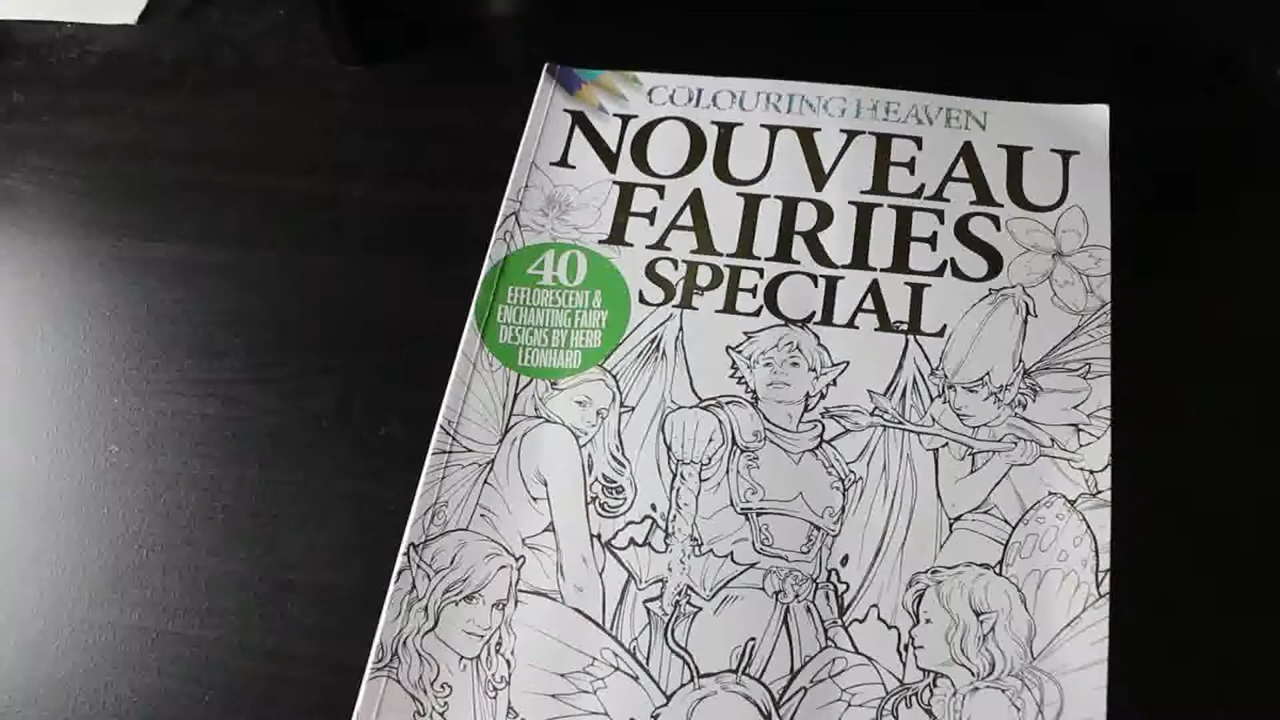 COLOURING HEAVEN
NOUVEAU
FAIRIES
SPECIAL
40
EFFLORESCENT &
ENCHANTING FAIRY
DESIGNS BY HERB
LEONHARD